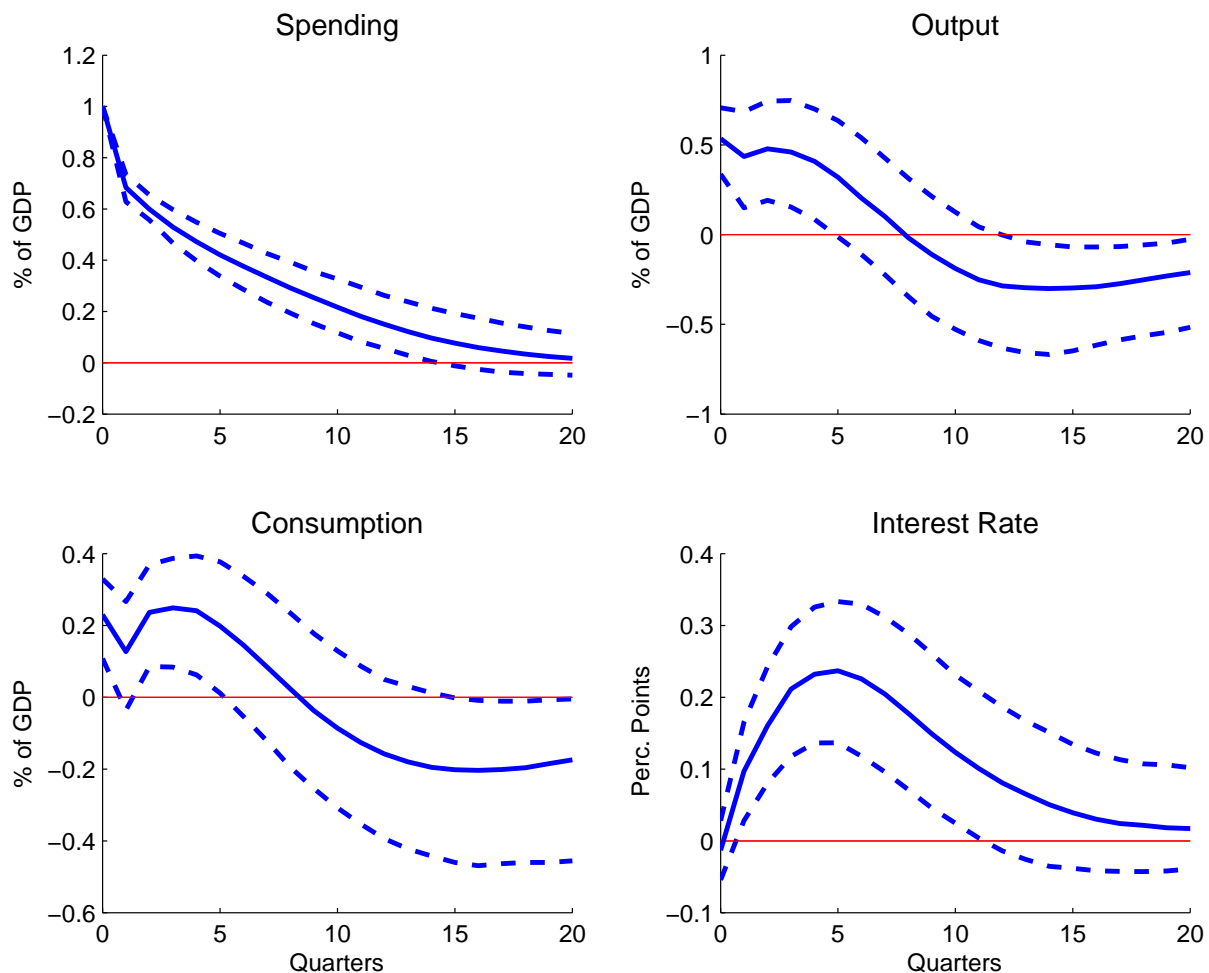 Spending
1.2
1
0.8
0.6
0.4
0.2
0
−0.2
% of GDP
0 5 10 15 20
Output
1
0.5
0
−0.5
−1
% of GDP
0 5 10 15 20
Consumption
0.4
0.2
0
−0.2
−0.4
−0.6
% of GDP
0 5 10 15 20
Quarters
Interest Rate
0.4
0.3
0.2
0.1
0
−0.1
Perc. Points
0 5 10 15 20
Quarters